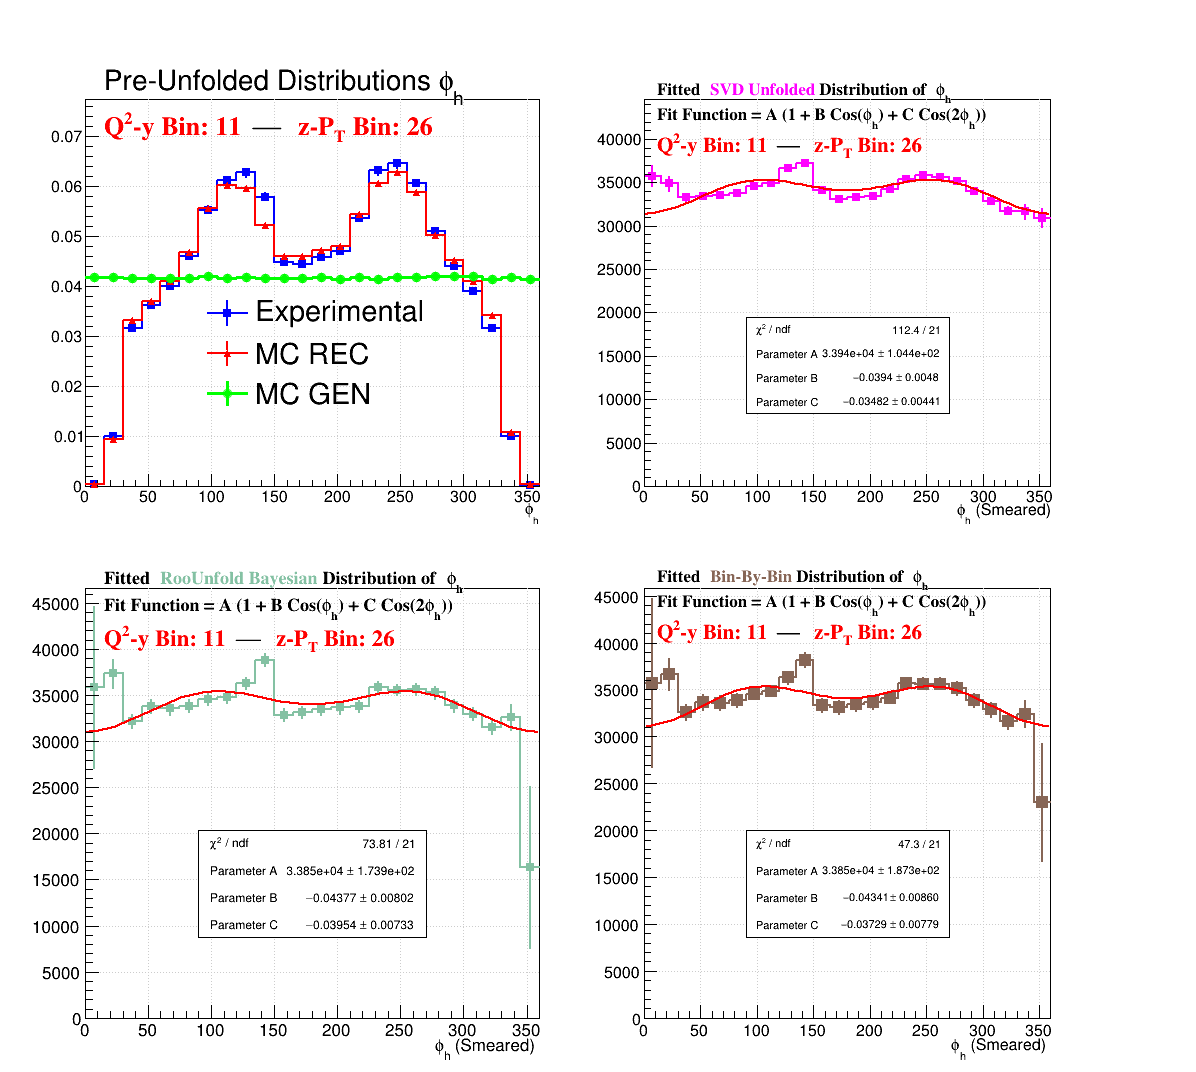 Pre-Unfolded Distributions ϕh
Q²-y Bin: 11 — z-PT Bin: 26
0.07
0.06
0.05
0.04
0.03
0.02
0.01
0
Experimental
MC REC
MC GEN
0 50 100 150 200 250 300 350
ϕh
Fitted SVD Unfolded Distribution of ϕh
Fit Function = A (1 + B Cos(ϕh) + C Cos(2ϕh))
Q²-y Bin: 11 — z-PT Bin: 26
40000
35000
30000
25000
20000
15000
10000
5000
0
χ² / ndf 112.4 / 21
Parameter A 3.394e+04 ± 1.044e+02
Parameter B −0.0394 ± 0.0048
Parameter C −0.03482 ± 0.00441
0 50 100 150 200 250 300 350
ϕh (Smeared)
Fitted RooUnfold Bayesian Distribution of ϕh
Fit Function = A (1 + B Cos(ϕh) + C Cos(2ϕh))
Q²-y Bin: 11 — z-PT Bin: 26
45000
40000
35000
30000
25000
20000
15000
10000
5000
0
χ² / ndf 73.81 / 21
Parameter A 3.385e+04 ± 1.739e+02
Parameter B −0.04377 ± 0.00802
Parameter C −0.03954 ± 0.00733
0 50 100 150 200 250 300 350
ϕh (Smeared)
Fitted Bin-By-Bin Distribution of ϕh
Fit Function = A (1 + B Cos(ϕh) + C Cos(2ϕh))
Q²-y Bin: 11 — z-PT Bin: 26
45000
40000
35000
30000
25000
20000
15000
10000
5000
0
χ² / ndf 47.3 / 21
Parameter A 3.385e+04 ± 1.873e+02
Parameter B −0.04341 ± 0.00860
Parameter C −0.03729 ± 0.00779
0 50 100 150 200 250 300 350
ϕh (Smeared)